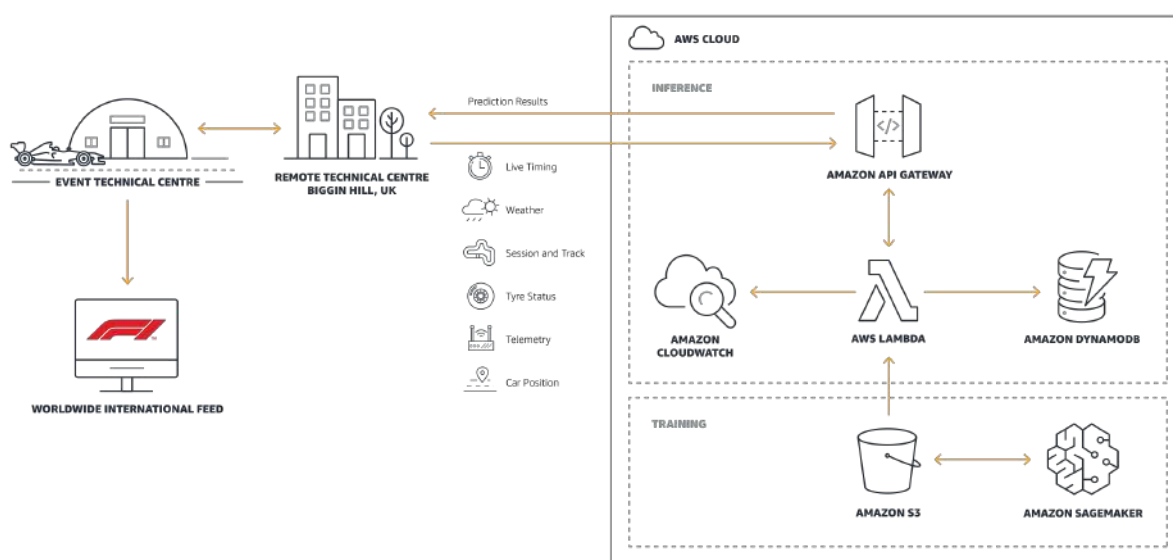 AWS CLOUD
INFERENCE
Prediction Results
</>
AMAZON API GATEWAY
EVENT TECHNICAL CENTRE
REMOTE TECHNICAL CENTRE
BIGGIN HILL, UK
Live Timing
Weather
Session and Track
Tyre Status
Telemetry
Car Position
F1
WORLDWIDE INTERNATIONAL FEED
AMAZON
CLOUDWATCH
AWS LAMBDA
AMAZON DYNAMODB
TRAINING
AMAZON S3
AMAZON SAGEMAKER